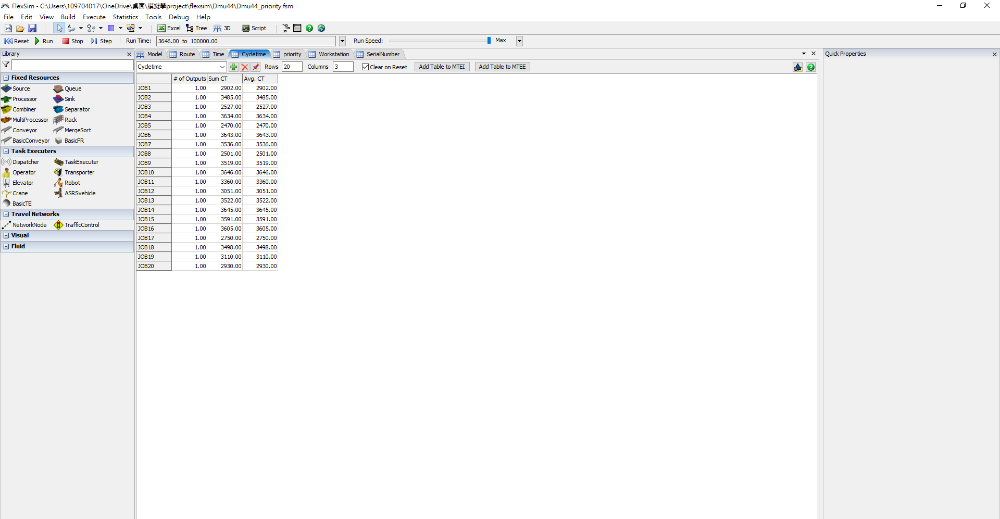 FlexSim - C:\Users\109704017\OneDrive\桌面\模擬學project\flexsim\Dmu44\Dmu44_priority.fsm
File Edit View Build Execute Statistics Tools Debug Help
Excel Tree 3D Script
Reset Run Stop Step Run Time: 3646.00 to 100000.00 Run Speed: Max
Library
Model Route Time Cycletime priority Workstation SerialNumber
Quick Properties
Cycletime Rows 20 Columns 3 Clear on Reset Add Table to MTEI Add Table to MTEE
Fixed Resources
Source Queue
Processor Sink
Combiner Separator
MultiProcessor Rack
Conveyor MergeSort
BasicConveyor BasicFR
Task Executers
Dispatcher TaskExecuter
Operator Transporter
Elevator Robot
Crane ASRSvehicle
BasicTE
Travel Networks
NetworkNode TrafficControl
Visual
Fluid
# of Outputs Sum CT Avg. CT
JOB1 1.00 2902.00 2902.00
JOB2 1.00 3485.00 3485.00
JOB3 1.00 2527.00 2527.00
JOB4 1.00 3634.00 3634.00
JOB5 1.00 2470.00 2470.00
JOB6 1.00 3643.00 3643.00
JOB7 1.00 3536.00 3536.00
JOB8 1.00 2501.00 2501.00
JOB9 1.00 3519.00 3519.00
JOB10 1.00 3646.00 3646.00
JOB11 1.00 3360.00 3360.00
JOB12 1.00 3051.00 3051.00
JOB13 1.00 3522.00 3522.00
JOB14 1.00 3645.00 3645.00
JOB15 1.00 3591.00 3591.00
JOB16 1.00 3605.00 3605.00
JOB17 1.00 2750.00 2750.00
JOB18 1.00 3498.00 3498.00
JOB19 1.00 3110.00 3110.00
JOB20 1.00 2930.00 2930.00